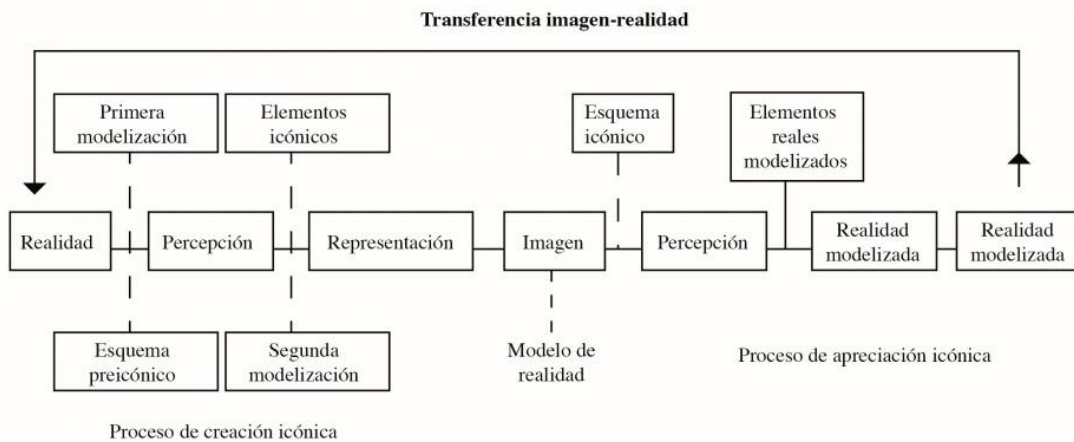 Transferencia imagen-realidad
Primera
modelización
Elementos
icónicos
Esquema
icónico
Elementos
reales
modelizados
Realidad
Percepción
Representación
Imagen
Percepción
Realidad
modelizada
Realidad
modelizada
Esquema
preicónico
Segunda
modelización
Modelo de
realidad
Proceso de apreciación icónica
Proceso de creación icónica